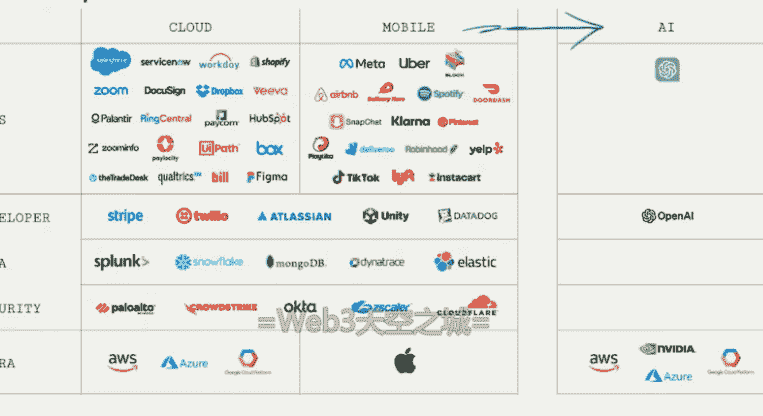 CLOUD MOBILE AI
salesforce servicenow workday shopify Meta Uber BLOCK
zoom DocuSign Dropbox Veeva airbnb Delivery Hero Spotify DOORDASH
S Palantir RingCentral paycom HubSpot SnapChat Klarna Pinterest
zoominfo paylocity UiPath box Playtika deliveroo Robinhood yelp
theTradeDesk qualtrics bill Figma TikTok lyft instacart
ELOPER stripe twilio ATLASSIAN Unity DATADOG OpenAI
A splunk> snowflake mongoDB. dynatrace elastic
URITY paloalto CROWDSTRIKE okta zscaler CLOUDFLARE
=Web3天空之城=
RA aws Azure Google Cloud Platform aws NVIDIA. Azure Google Cloud Platform